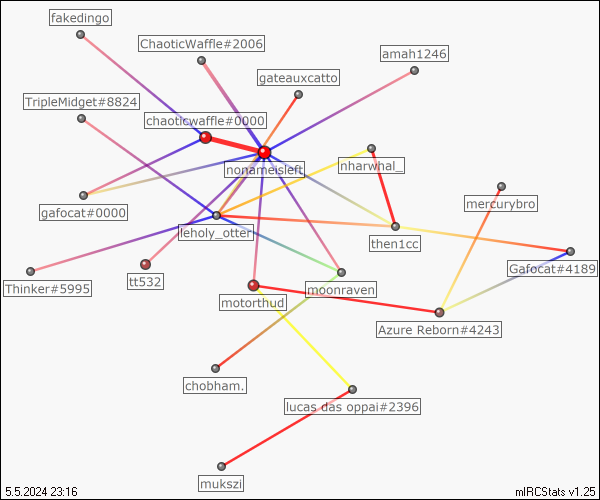 fakedingo
ChaoticWaffle#2006
amah1246
gateauxcatto
TripleMidget#8824
chaoticwaffle#0000
nonameisleft
nharwhal_
mercurybro
gafocat#0000
leholy_otter
then1cc
Gafocat#4189
Thinker#5995
tt532
moonraven
motorthud
Azure Reborn#4243
chobham.
lucas das oppai#2396
mukszi
5.5.2024 23:16
mIRCStats v1.25